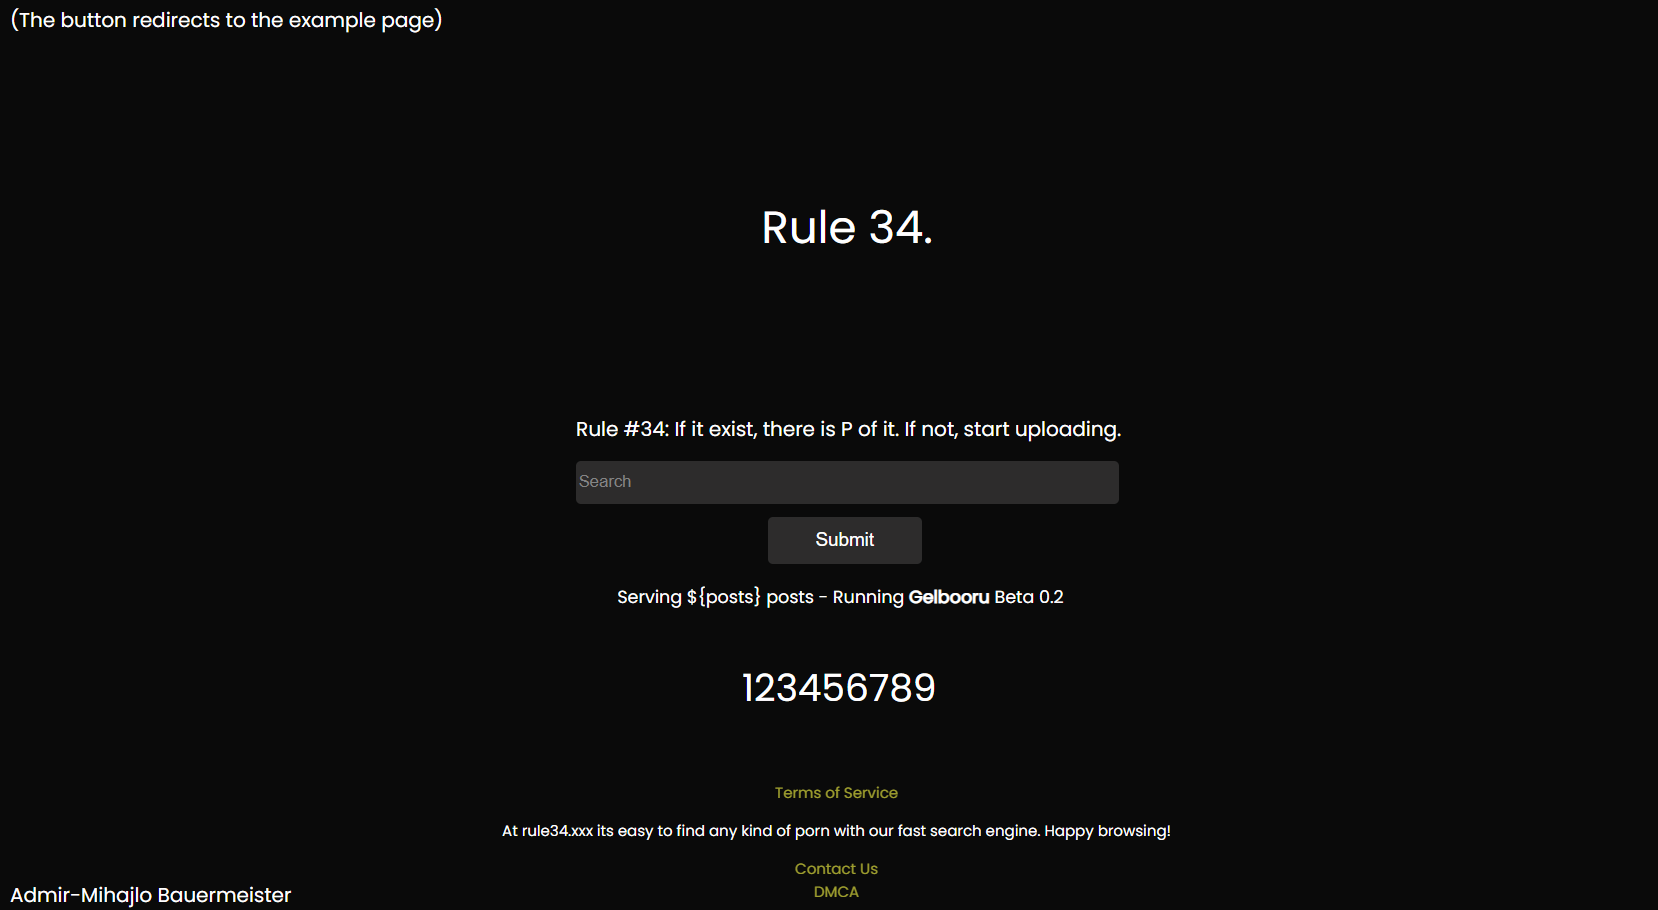 (The button redirects to the example page)
Rule 34.
Rule #34: If it exist, there is P of it. If not, start uploading.
Search
Submit
Serving ${posts} posts - Running Gelbooru Beta 0.2
123456789
Terms of Service
At rule34.xxx its easy to find any kind of porn with our fast search engine. Happy browsing!
Contact Us
DMCA
Admir-Mihajlo Bauermeister